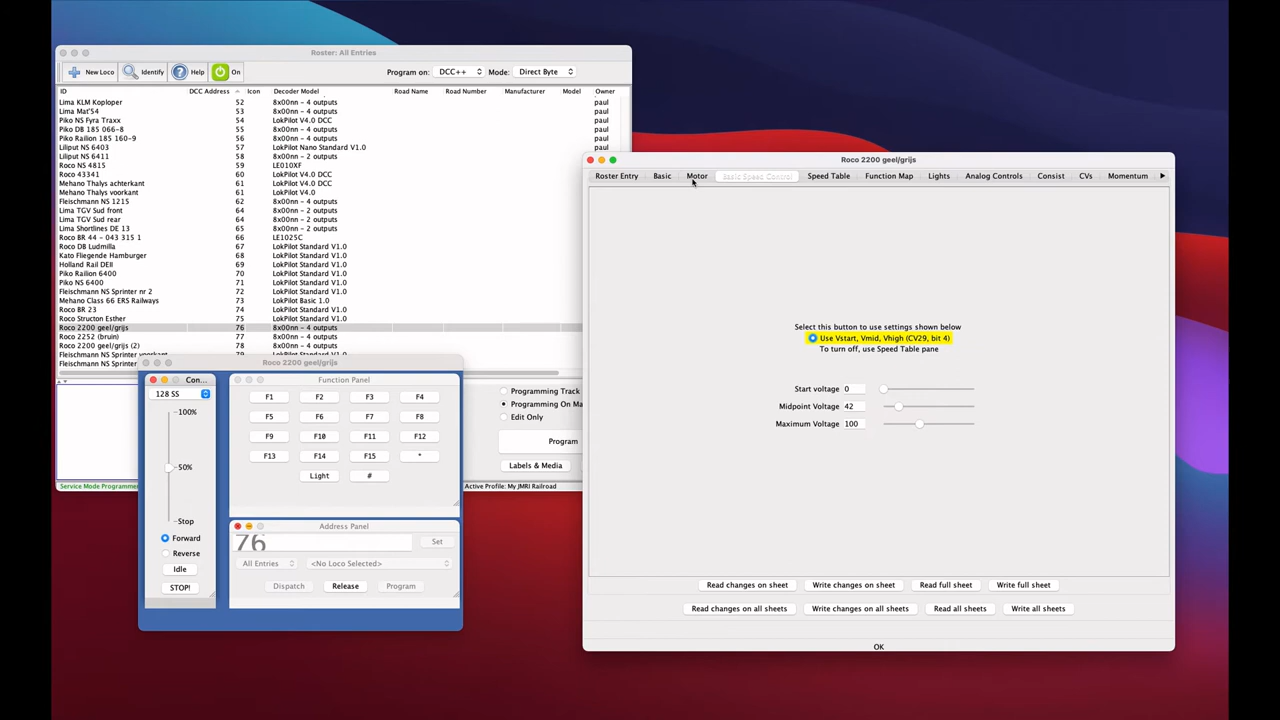 Roster: All Entries
New Loco Identify Help On Program on: DCC++ Mode: Direct Byte
ID DCC Address Icon Decoder Model Road Name Road Number Manufacturer Model Owner
Lima KLM Koploper 52 8x00nn - 4 outputs paul
Lima Mat'54 53 8x00nn - 4 outputs paul
Piko NS Fyra Traxx 54 LokPilot V4.0 DCC paul
Piko DB 185 066-8 55 8x00nn - 4 outputs paul
Piko Railion 185 160-9 56 8x00nn - 4 outputs paul
Liliput NS 6403 57 LokPilot Nano Standard V1.0 paul
Liliput NS 6411 58 8x00nn - 2 outputs paul
Roco NS 4815 59 LE010XF paul
Roco 43341 60 LokPilot V4.0 DCC paul
Mehano Thalys achterkant 61 LokPilot V4.0 DCC paul
Mehano Thalys voorkant 61 LokPilot V4.0 paul
Fleischmann NS 1215 62 8x00nn - 4 outputs paul
Lima TGV Sud front 64 8x00nn - 2 outputs paul
Lima TGV Sud rear 64 8x00nn - 2 outputs paul
Lima Shortlines DE 13 65 8x00nn - 2 outputs paul
Roco BR 44 - 043 315 1 66 LE1025C
Roco DB Ludmilla 67 LokPilot Standard V1.0
Kato Fliegende Hamburger 68 LokPilot Standard V1.0
Holland Rail DEII 69 LokPilot Standard V1.0
Piko Railion 6400 70 LokPilot Standard V1.0
Piko NS 6400 71 LokPilot Standard V1.0
Fleischmann NS Sprinter nr 2 72 LokPilot Standard V1.0
Mehano Class 66 ERS Railways 73 LokPilot Basic 1.0
Roco BR 23 74 LokPilot Standard V1.0
Roco Structon Esther 75 LokPilot Standard V1.0
Roco 2200 geel/grijs 76 8x00nn - 4 outputs
Roco 2252 (bruin) 77 8x00nn - 4 outputs
Roco 2200 geel/grijs (2) 78 8x00nn - 4 outputs
Programming Track
Programming On Ma
Edit Only
Program
Labels & Media
Service Mode Programme
Active Profile: My JMRI Railroad
Roco 2200 geel/grijs
Con...
128 SS
100%
50%
Stop
Forward
Reverse
Idle
STOP!
Function Panel
F1 F2 F3 F4
F5 F6 F7 F8
F9 F10 F11 F12
F13 F14 F15 *
Light #
Address Panel
76 Set
All Entries <No Loco Selected>
Dispatch Release Program
Roco 2200 geel/grijs
Roster Entry Basic Motor Basic Speed Control Speed Table Function Map Lights Analog Controls Consist CVs Momentum
Select this button to use settings shown below
Use Vstart, Vmid, Vhigh (CV29, bit 4)
To turn off, use Speed Table pane
Start voltage 0
Midpoint Voltage 42
Maximum Voltage 100
Read changes on sheet Write changes on sheet Read full sheet Write full sheet
Read changes on all sheets Write changes on all sheets Read all sheets Write all sheets
OK